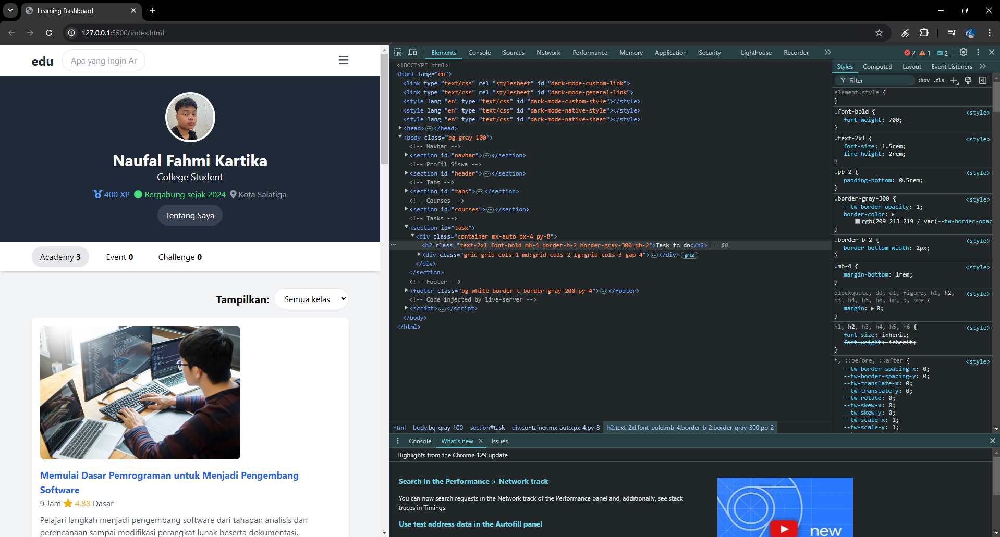 Learning Dashboard
127.0.0.1:5500/index.html
edu
Apa yang ingin Ar
Naufal Fahmi Kartika
College Student
400 XP Bergabung sejak 2024 Kota Salatiga
Tentang Saya
Academy 3 Event 0 Challenge 0
Tampilkan: Semua kelas
Memulai Dasar Pemrograman untuk Menjadi Pengembang
Software
9 Jam 4,88 Dasar
Pelajari langkah menjadi pengembang software dari tahapan analisis dan
perencanaan sampai modifikasi perangkat lunak beserta dokumentasi.
Elements Console Sources Network Performance Memory Application Security Lighthouse Recorder 2 1 2
<!DOCTYPE html>
<html lang="en">
<link type="text/css" rel="stylesheet" id="dark-mode-custom-link">
<link type="text/css" rel="stylesheet" id="dark-mode-general-link">
<style lang="en" type="text/css" id="dark-mode-custom-style"></style>
<style lang="en" type="text/css" id="dark-mode-native-style"></style>
<style lang="en" type="text/css" id="dark-mode-native-sheet"></style>
<head>…</head>
<body class="bg-gray-100">
<!-- Navbar -->
<section id="navbar">…</section>
<!-- Profil Siswa -->
<section id="header">…</section>
<!-- Tabs -->
<section id="tabs">…</section>
<!-- Courses -->
<section id="courses">…</section>
<!-- Tasks -->
<section id="task">
<div class="container mx-auto px-4 py-8">
<h2 class="text-2xl font-bold mb-4 border-b-2 border-gray-300 pb-2">Task to do</h2> == $0
<div class="grid grid-cols-1 md:grid-cols-2 lg:grid-cols-3 gap-4">…</div> grid
</div>
</section>
<!-- Footer -->
<footer class="bg-white border-t border-gray-200 py-4">…</footer>
<!-- Code injected by live-server -->
<script>…</script>
</body>
</html>
html body.bg-gray-100 section#task div.container.mx-auto.px-4.py-8 h2.text-2xl.font-bold.mb-4.border-b-2.border-gray-300.pb-2
Styles Computed Layout Event Listeners
Filter :hov .cls
element.style {
}
.font-bold { <style>
font-weight: 700;
}
.text-2xl { <style>
font-size: 1.5rem;
line-height: 2rem;
}
.pb-2 { <style>
padding-bottom: 0.5rem;
}
.border-gray-300 { <style>
--tw-border-opacity: 1;
border-color:
rgb(209 213 219 / var(--tw-border-opac
}
.border-b-2 { <style>
border-bottom-width: 2px;
}
.mb-4 { <style>
margin-bottom: 1rem;
}
blockquote, dd, dl, figure, h1, h2, <style>
h3, h4, h5, h6, hr, p, pre {
margin: 0;
}
h1, h2, h3, h4, h5, h6 { <style>
font-size: inherit;
font-weight: inherit;
}
*, ::before, ::after { <style>
--tw-border-spacing-x: 0;
--tw-border-spacing-y: 0;
--tw-translate-x: 0;
--tw-translate-y: 0;
--tw-rotate: 0;
--tw-skew-x: 0;
--tw-skew-y: 0;
--tw-scale-x: 1;
--tw-scale-y: 1;
Console What's new Issues
Highlights from the Chrome 129 update
Search in the Performance > Network track
You can now search requests in the Network track of the Performance panel and, additionally, see stack
traces in Timings.
Use test address data in the Autofill panel
new